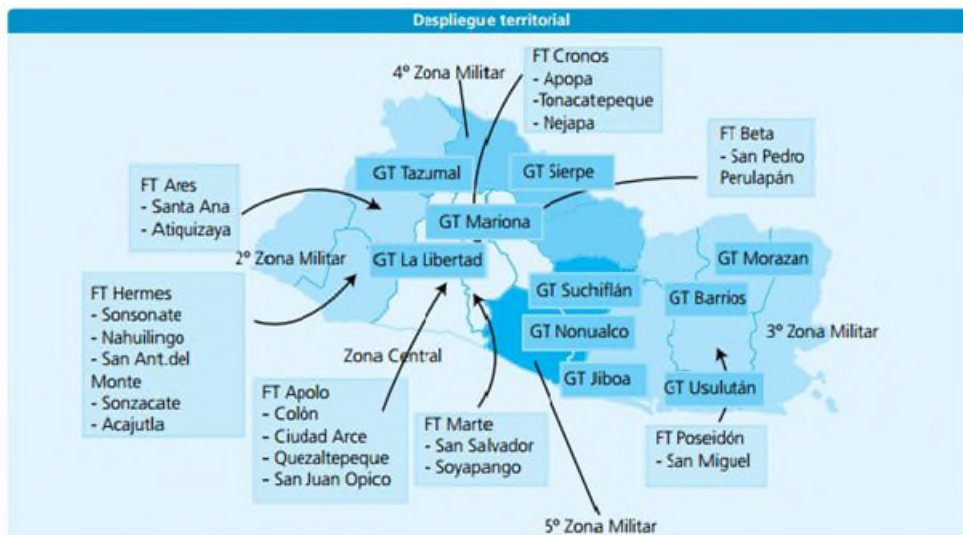 Despliegue territorial
4º Zona Militar
FT Cronos
- Apopa
-Tonacatepeque
- Nejapa
FT Beta
- San Pedro
Perulapán
GT Tazumal
GT Sierpe
FT Ares
- Santa Ana
- Atiquizaya
GT Mariona
2º Zona Militar
GT La Libertad
GT Morazan
FT Hermes
- Sonsonate
- Nahuilingo
- San Ant.del
Monte
- Sonzacate
- Acajutla
GT Suchiflán
GT Barrios
GT Nonualco
3º Zona Militar
Zona Central
GT Jiboa
GT Usulután
FT Apolo
- Colón
- Ciudad Arce
- Quezaltepeque
- San Juan Opico
FT Marte
- San Salvador
- Soyapango
FT Poseidón
- San Miguel
5º Zona Militar